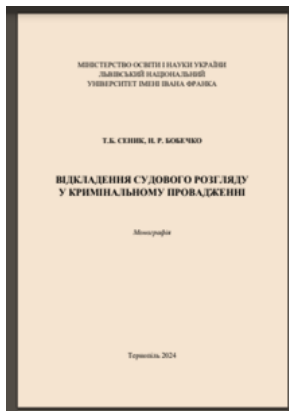 МІНІСТЕРСТВО ОСВІТИ І НАУКИ УКРАЇНИ
ЛЬВІВСЬКИЙ НАЦІОНАЛЬНИЙ
УНІВЕРСИТЕТ ІМЕНІ ІВАНА ФРАНКА
Т.Б. СЕНИК, Н. Р. БОБЕЧКО
ВІДКЛАДЕННЯ СУДОВОГО РОЗГЛЯДУ
У КРИМІНАЛЬНОМУ ПРОВАДЖЕННІ
Монографія
Тернопіль 2024